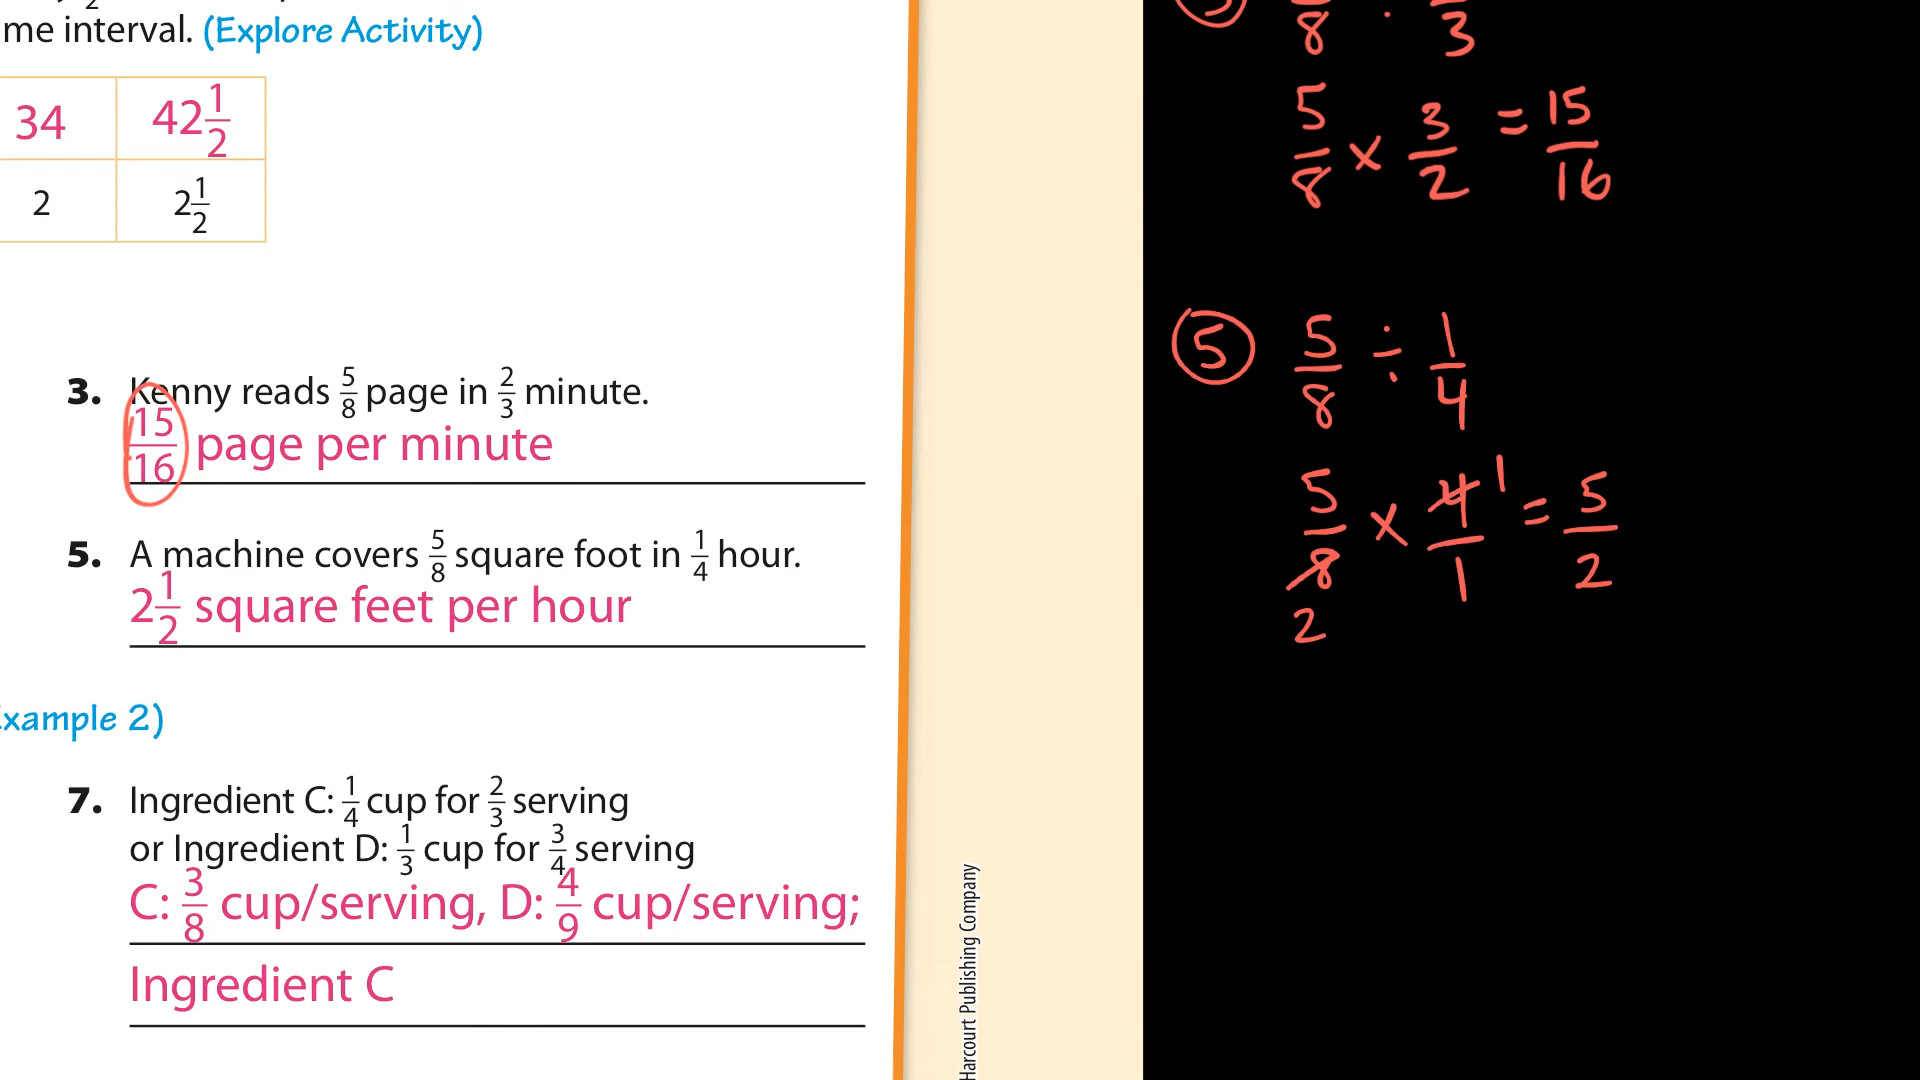 me interval. (Explore Activity)
34 42 1/2
2 2 1/2
3. Kenny reads 5/8 page in 2/3 minute.
15/16 page per minute
5. A machine covers 5/8 square foot in 1/4 hour.
2 1/2 square feet per hour
xample 2)
7. Ingredient C: 1/4 cup for 2/3 serving
or Ingredient D: 1/3 cup for 3/4 serving
C: 3/8 cup/serving, D: 4/9 cup/serving;
Ingredient C
Harcourt Publishing Company
5/8 × 3/2 = 15/16
5 5/8 ÷ 1/4
5/8 × 4/1 = 5/2
1
2